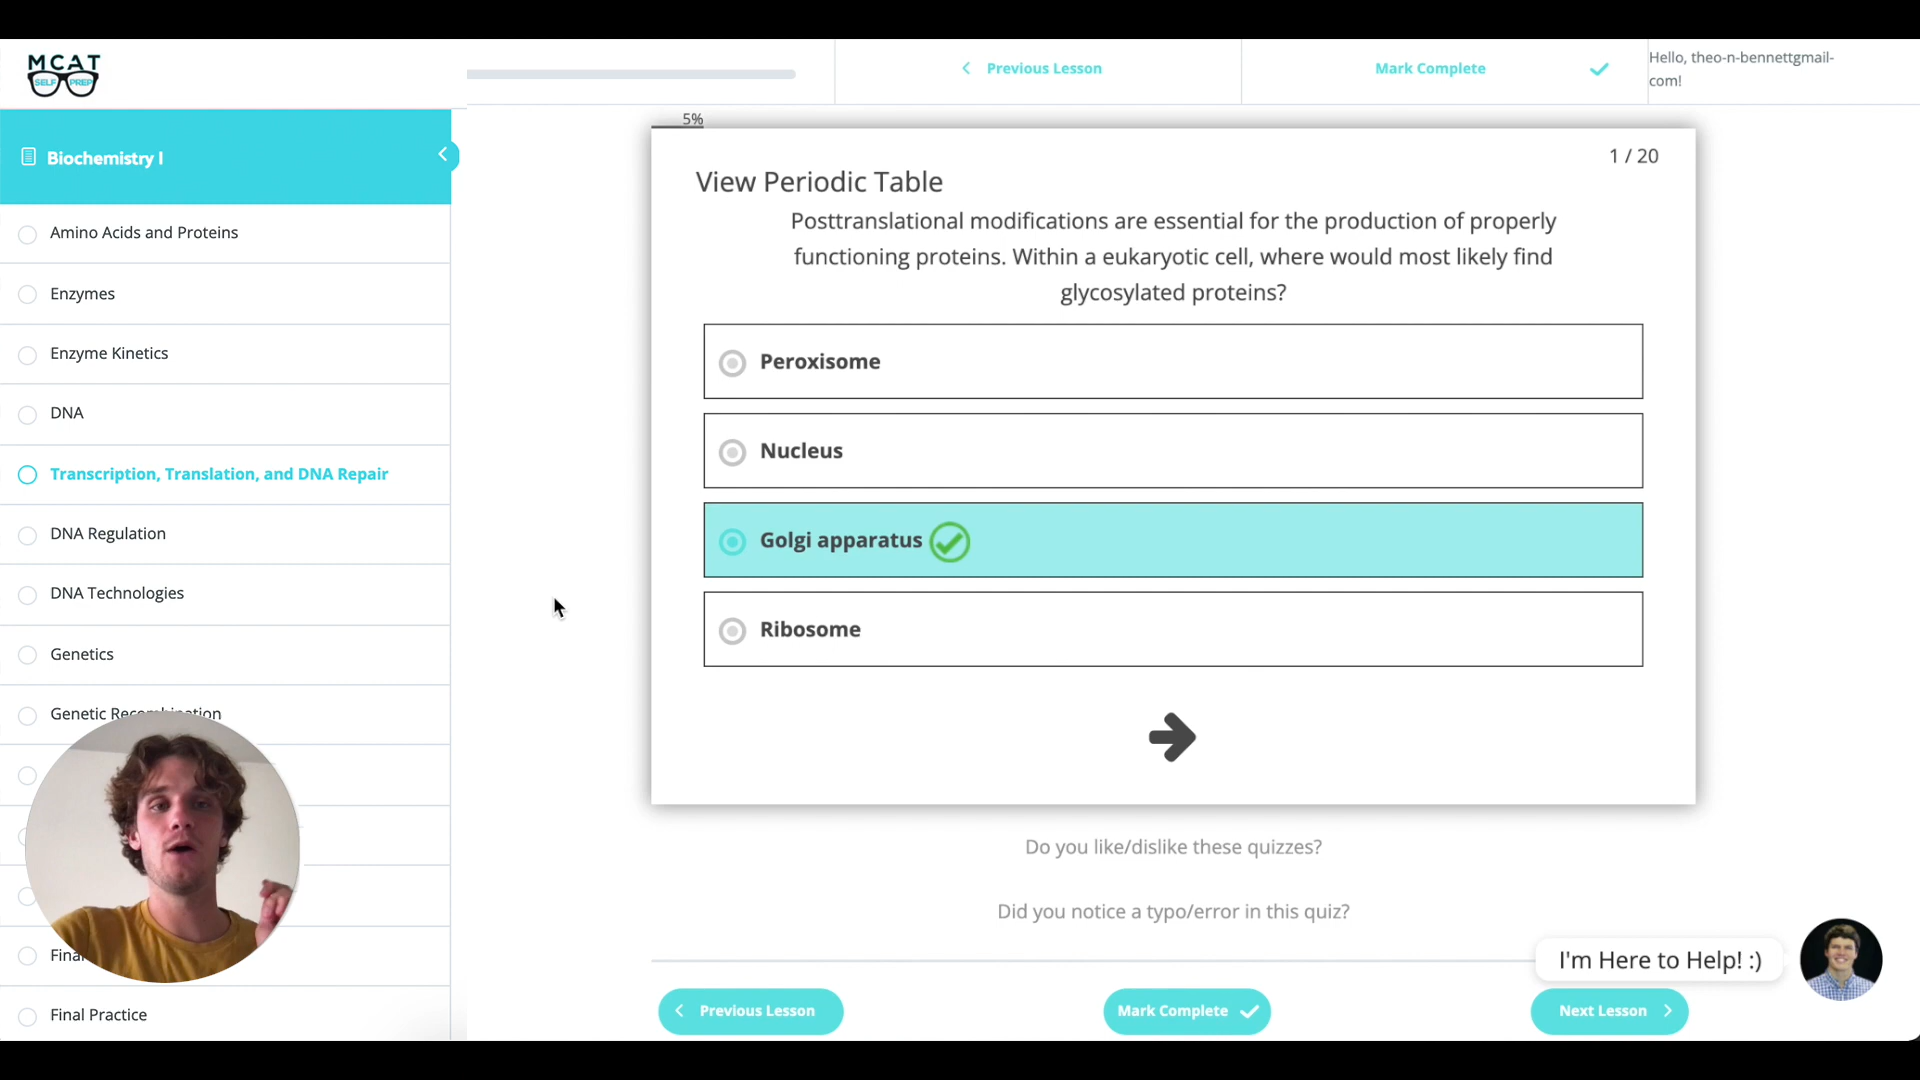 MCAT
SELF PREP
Previous Lesson
Mark Complete
Hello, theo-n-bennettgmail-
com!
Biochemistry I
Amino Acids and Proteins
Enzymes
Enzyme Kinetics
DNA
Transcription, Translation, and DNA Repair
DNA Regulation
DNA Technologies
Genetics
Genetic Recombination
Final Practice
5%
1 / 20
View Periodic Table
Posttranslational modifications are essential for the production of properly
functioning proteins. Within a eukaryotic cell, where would most likely find
glycosylated proteins?
Peroxisome
Nucleus
Golgi apparatus
Ribosome
Do you like/dislike these quizzes?
Did you notice a typo/error in this quiz?
I'm Here to Help! :)
Previous Lesson
Mark Complete
Next Lesson